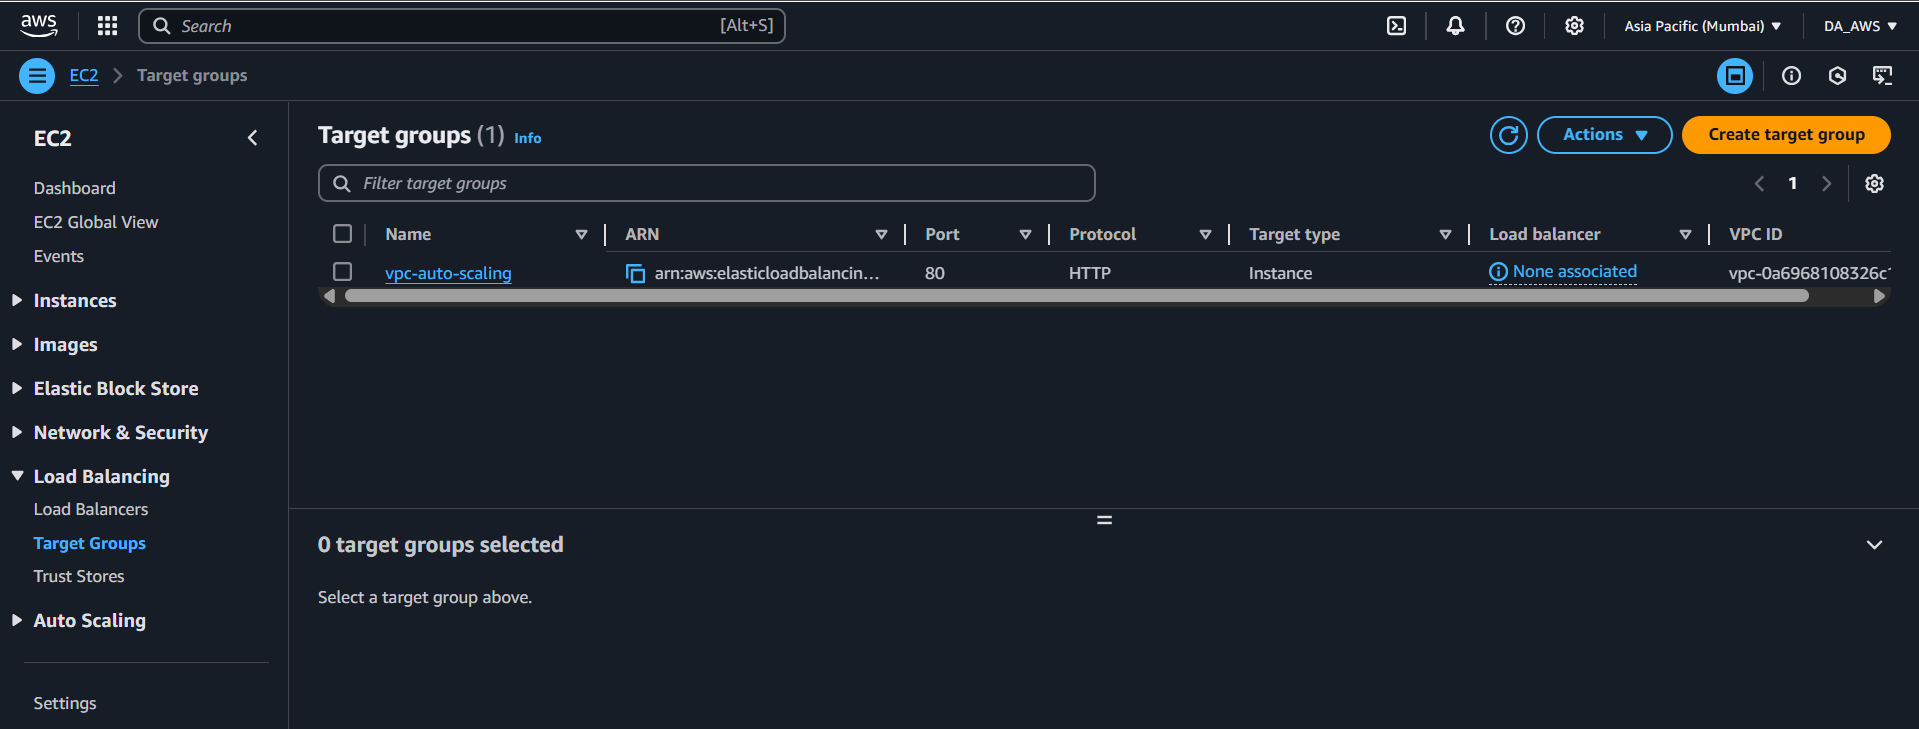 aws
Search [Alt+S]
Asia Pacific (Mumbai)
DA_AWS
EC2 Target groups
EC2
Dashboard
EC2 Global View
Events
Instances
Images
Elastic Block Store
Network & Security
Load Balancing
Load Balancers
Target Groups
Trust Stores
Auto Scaling
Settings
Target groups (1) Info
Actions
Create target group
Filter target groups
1
Name ARN Port Protocol Target type Load balancer VPC ID
vpc-auto-scaling arn:aws:elasticloadbalancin... 80 HTTP Instance None associated vpc-0a6968108326c
0 target groups selected
Select a target group above.